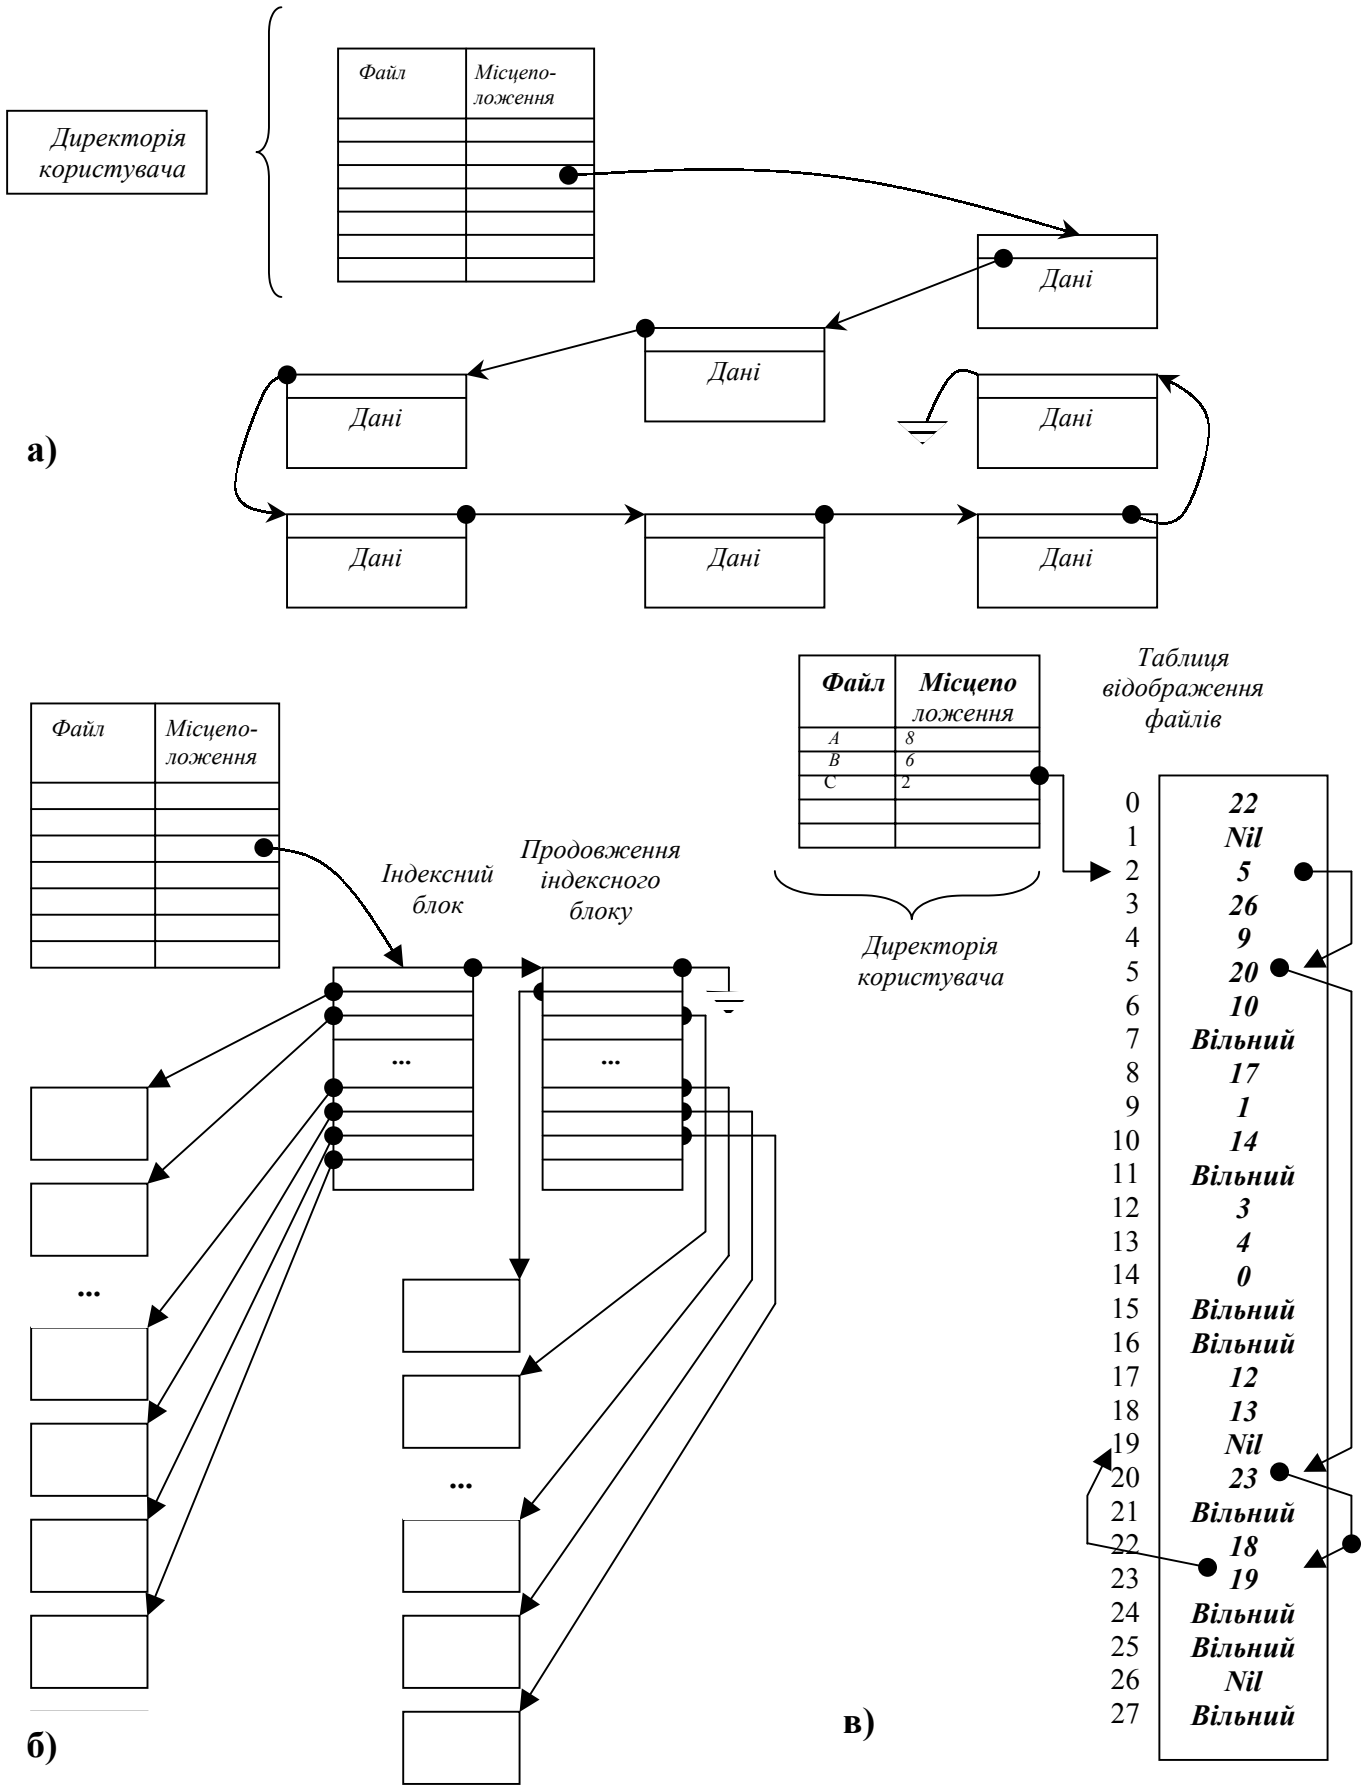 Файл Місцепо-
ложення
Директорія
користувача
Дані
Дані
Дані
Дані
а)
Дані
Дані
Дані
Файл Місцепо-
ложення
Індексний
блок
Продовження
індексного
блоку
...
...
...
...
б)
Файл Місцепо
ложення
A 8
B 6
C 2
Директорія
користувача
Таблиця
відображення
файлів
0 22
1 Nil
2 5
3 26
4 9
5 20
6 10
7 Вільний
8 17
9 1
10 14
11 Вільний
12 3
13 4
14 0
15 Вільний
16 Вільний
17 12
18 13
19 Nil
20 23
21 Вільний
22 18
23 19
24 Вільний
25 Вільний
26 Nil
27 Вільний
в)